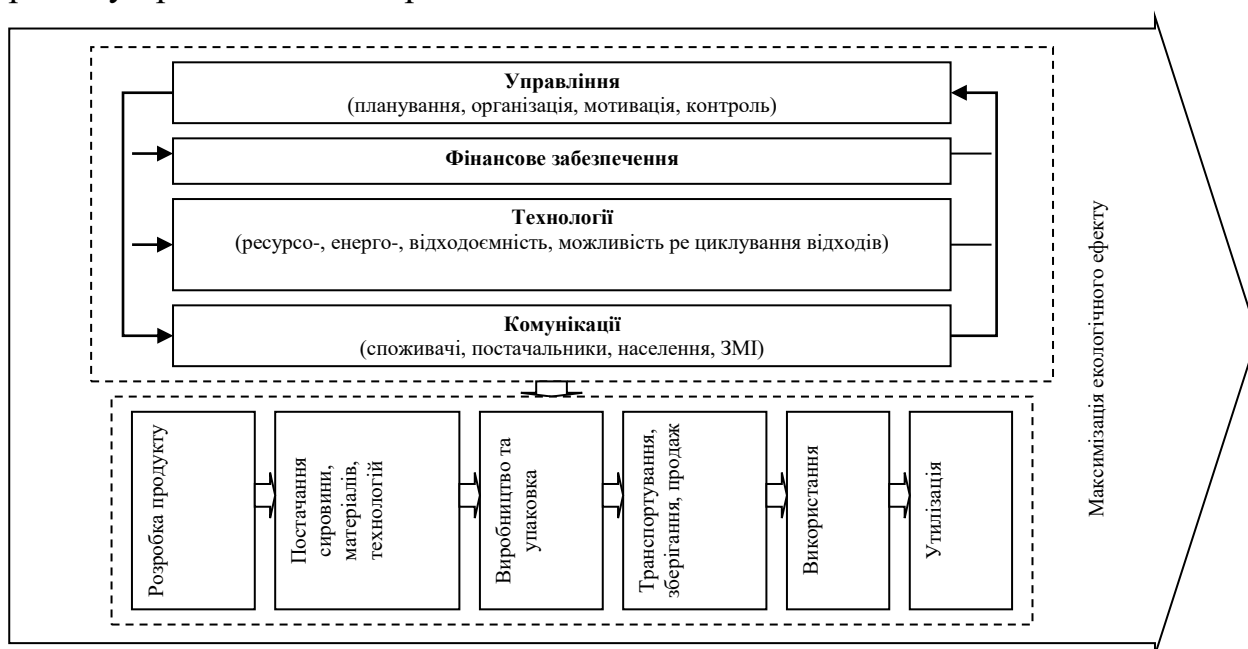 Управління
(планування, організація, мотивація, контроль)
Фінансове забезпечення
Технології
(ресурсо-, енерго-, відходоємність, можливість ре циклування відходів)
Комунікації
(споживачі, постачальники, населення, ЗМІ)
Розробка продукту
Постачання
сировини,
матеріалів,
технологій
Виробництво та
упаковка
Транспортування,
зберігання, продаж
Використання
Утилізація
Максимізація екологічного ефекту